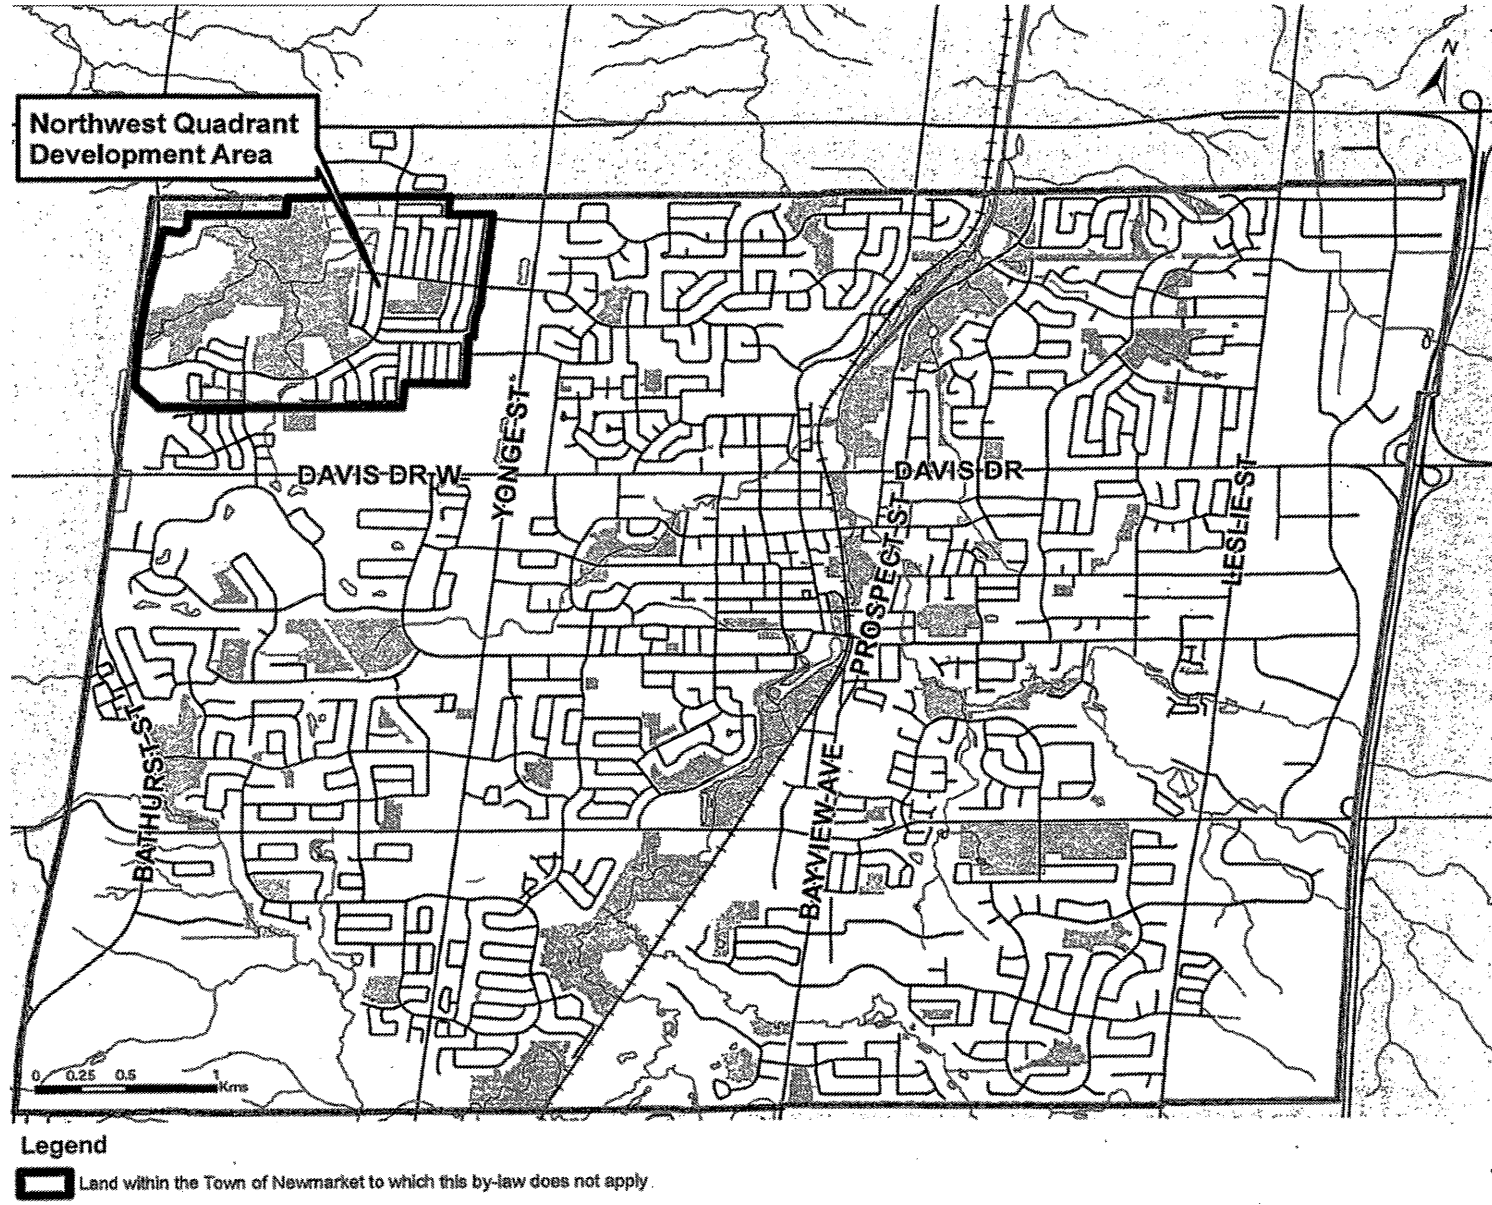 N
Northwest Quadrant
Development Area
YONGE ST
DAVIS DR W
DAVIS DR
LESLIE ST
PROSPECT ST
BATHURST ST
BAYVIEW AVE
0 0.25 0.5 1
Kms
Legend
Land within the Town of Newmarket to which this by-law does not apply